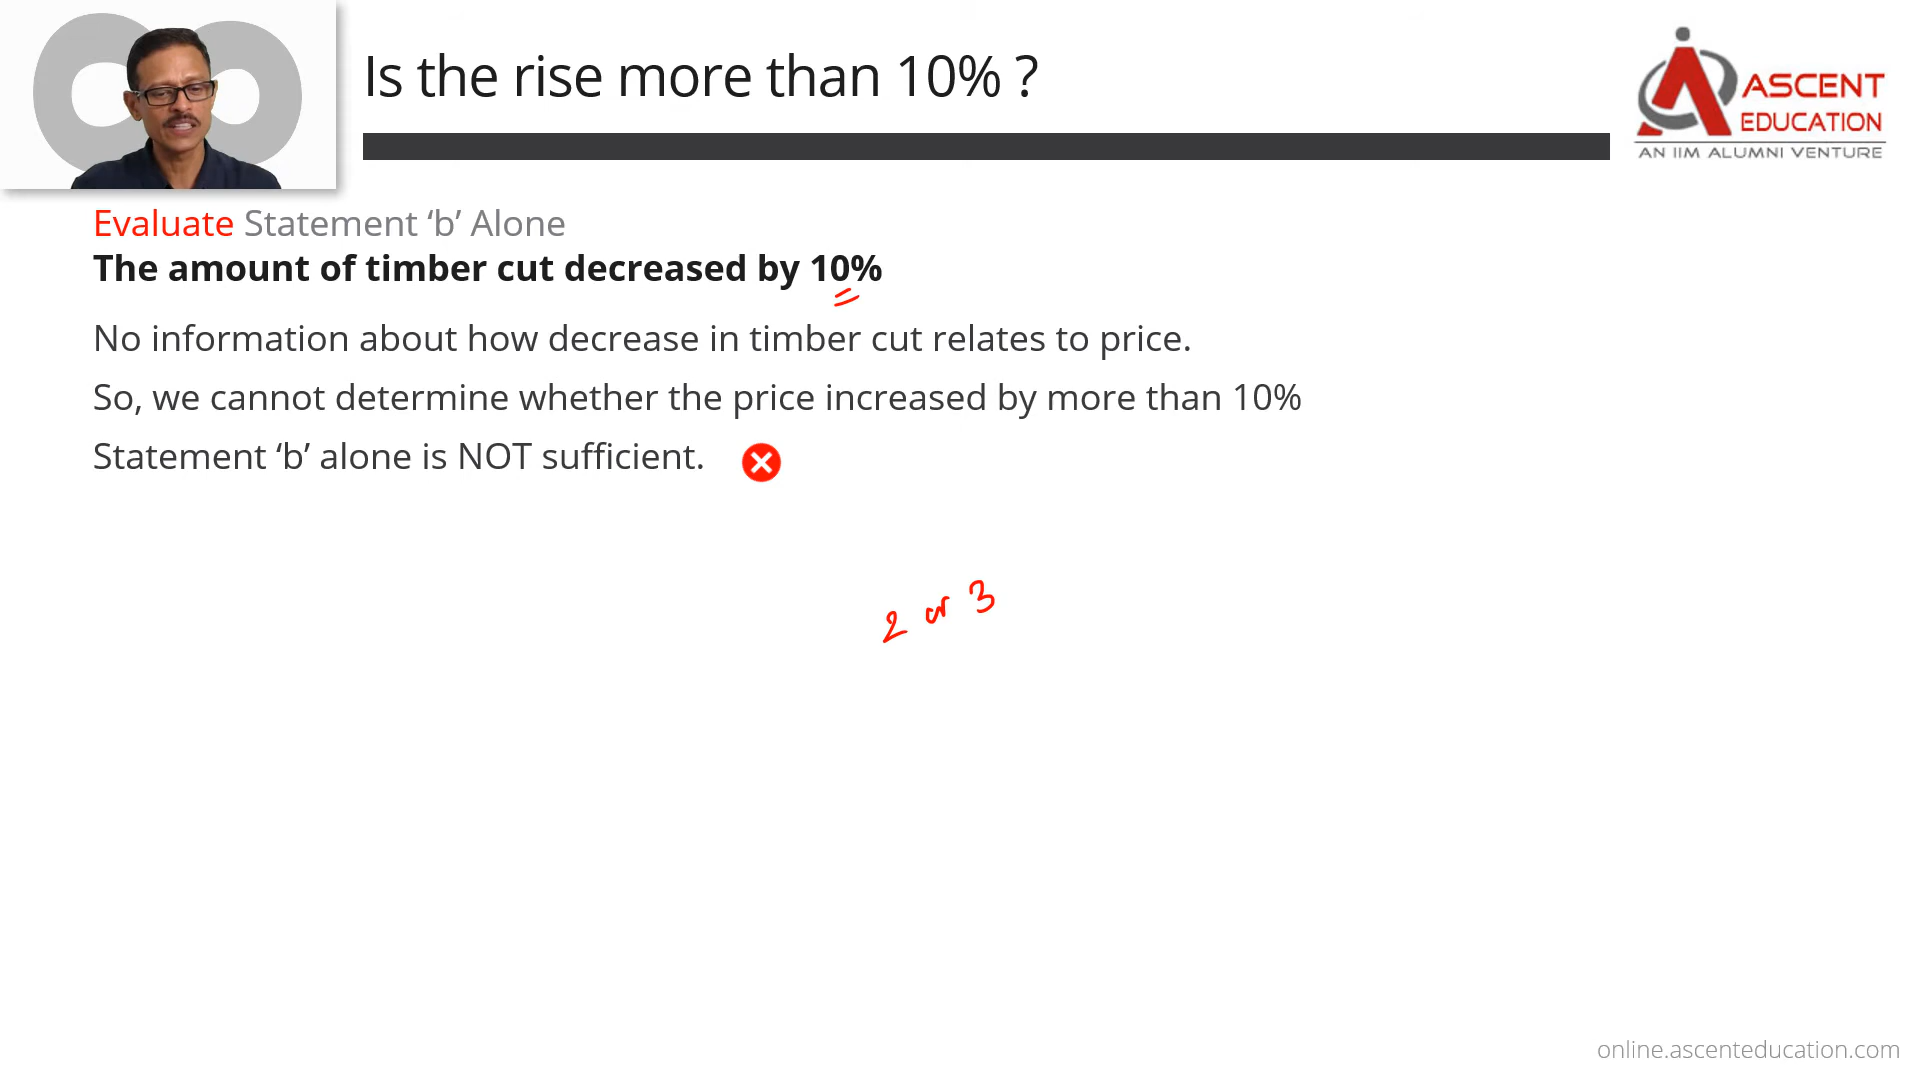 Is the rise more than 10% ?
ASCENT
EDUCATION
AN IIM ALUMNI VENTURE
Evaluate Statement ‘b’ Alone
The amount of timber cut decreased by 10%
No information about how decrease in timber cut relates to price.
So, we cannot determine whether the price increased by more than 10%
Statement ‘b’ alone is NOT sufficient.
2 or 3
online.ascenteducation.com